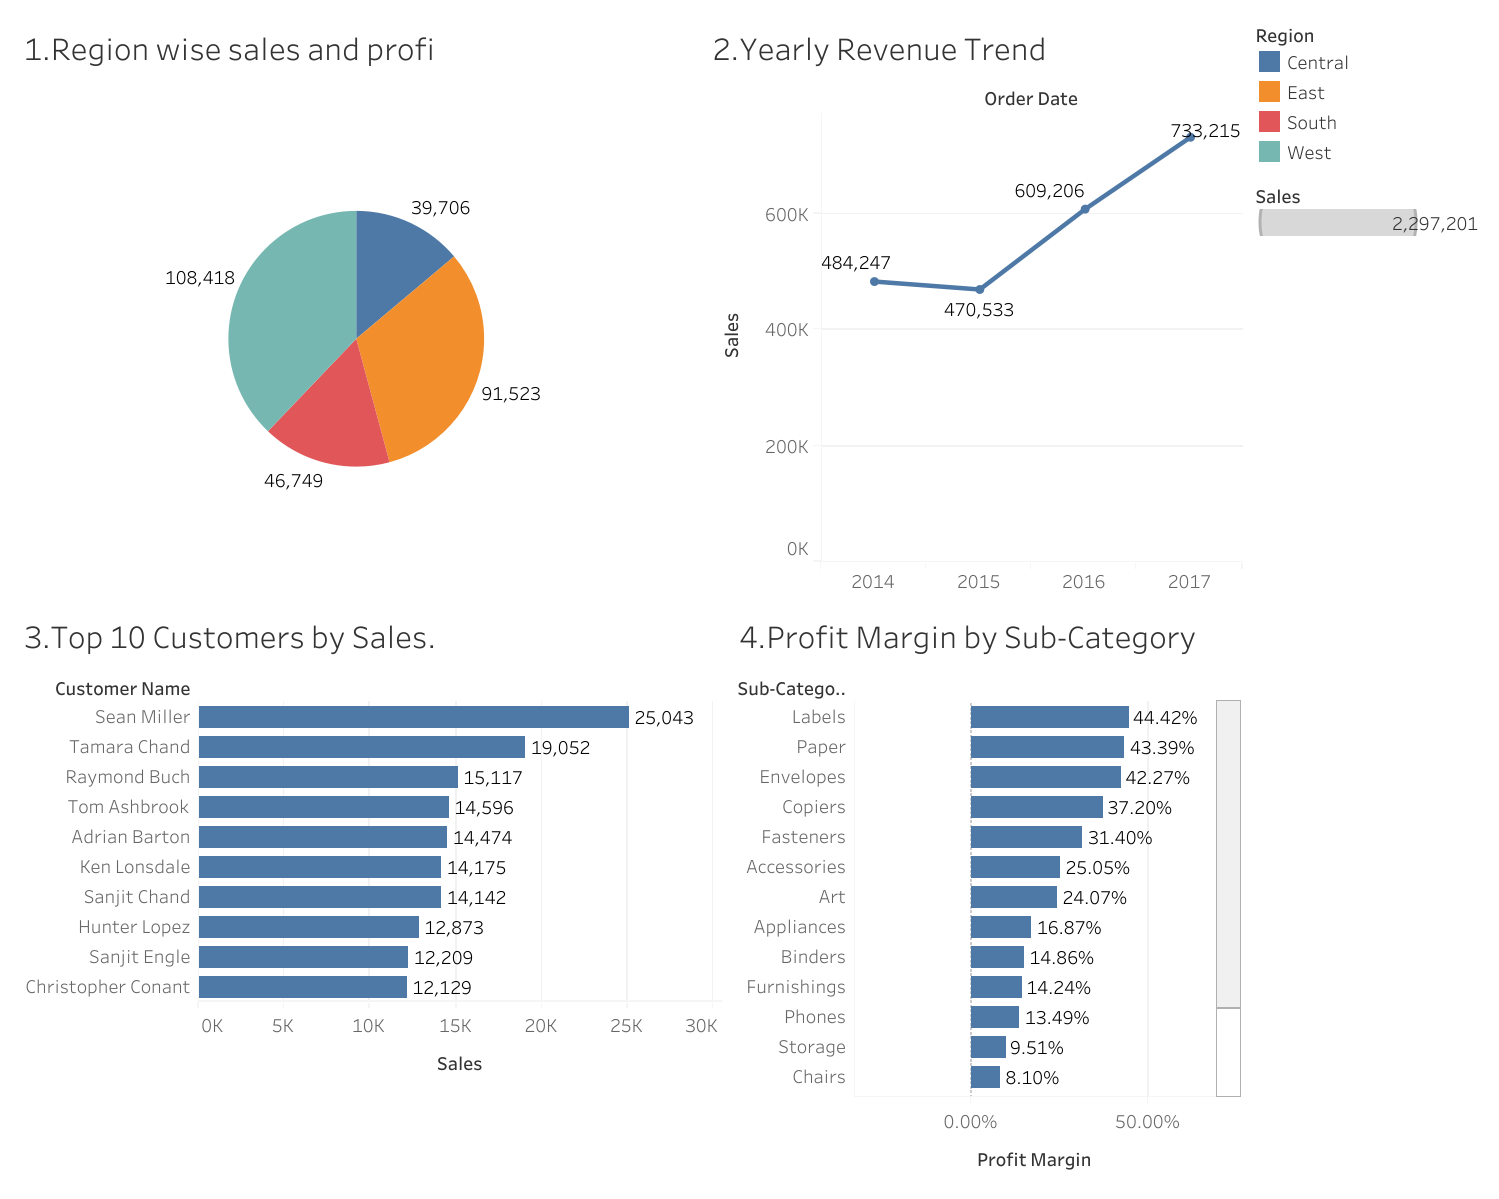 1.Region wise sales and profi
39,706
108,418
91,523
46,749
2.Yearly Revenue Trend
Order Date
733,215
609,206
600K
484,247
470,533
400K
Sales
200K
0K
2014 2015 2016 2017
Region
Central
East
South
West
Sales
2,297,201
3.Top 10 Customers by Sales.
Customer Name
Sean Miller 25,043
Tamara Chand 19,052
Raymond Buch 15,117
Tom Ashbrook 14,596
Adrian Barton 14,474
Ken Lonsdale 14,175
Sanjit Chand 14,142
Hunter Lopez 12,873
Sanjit Engle 12,209
Christopher Conant 12,129
0K 5K 10K 15K 20K 25K 30K
Sales
4.Profit Margin by Sub-Category
Sub-Catego..
Labels 44.42%
Paper 43.39%
Envelopes 42.27%
Copiers 37.20%
Fasteners 31.40%
Accessories 25.05%
Art 24.07%
Appliances 16.87%
Binders 14.86%
Furnishings 14.24%
Phones 13.49%
Storage 9.51%
Chairs 8.10%
0.00% 50.00%
Profit Margin